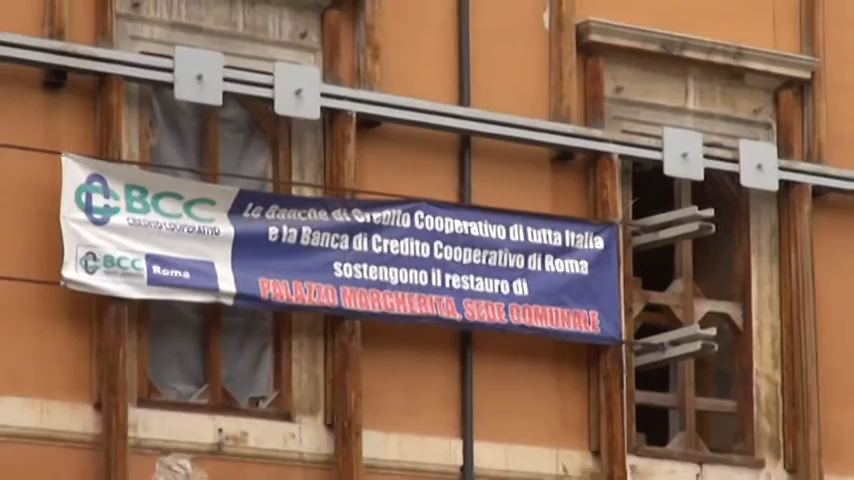 BCC
CREDITO COOPERATIVO
BCC
Roma
Le Banche di Credito Cooperativo di tutta Italia
e la Banca di Credito Cooperativo di Roma
sostengono il restauro di
PALAZZO MARGHERITA, SEDE COMUNALE